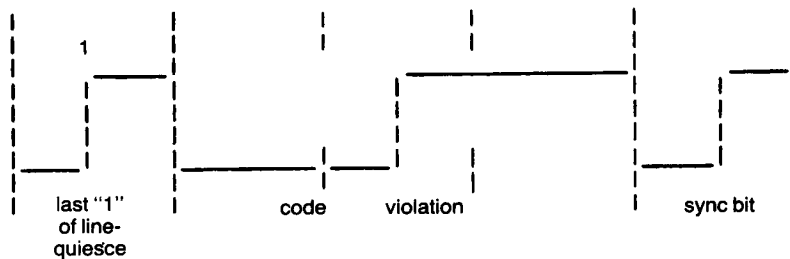 1
last "1"
of line-
quiesce
code violation
sync bit